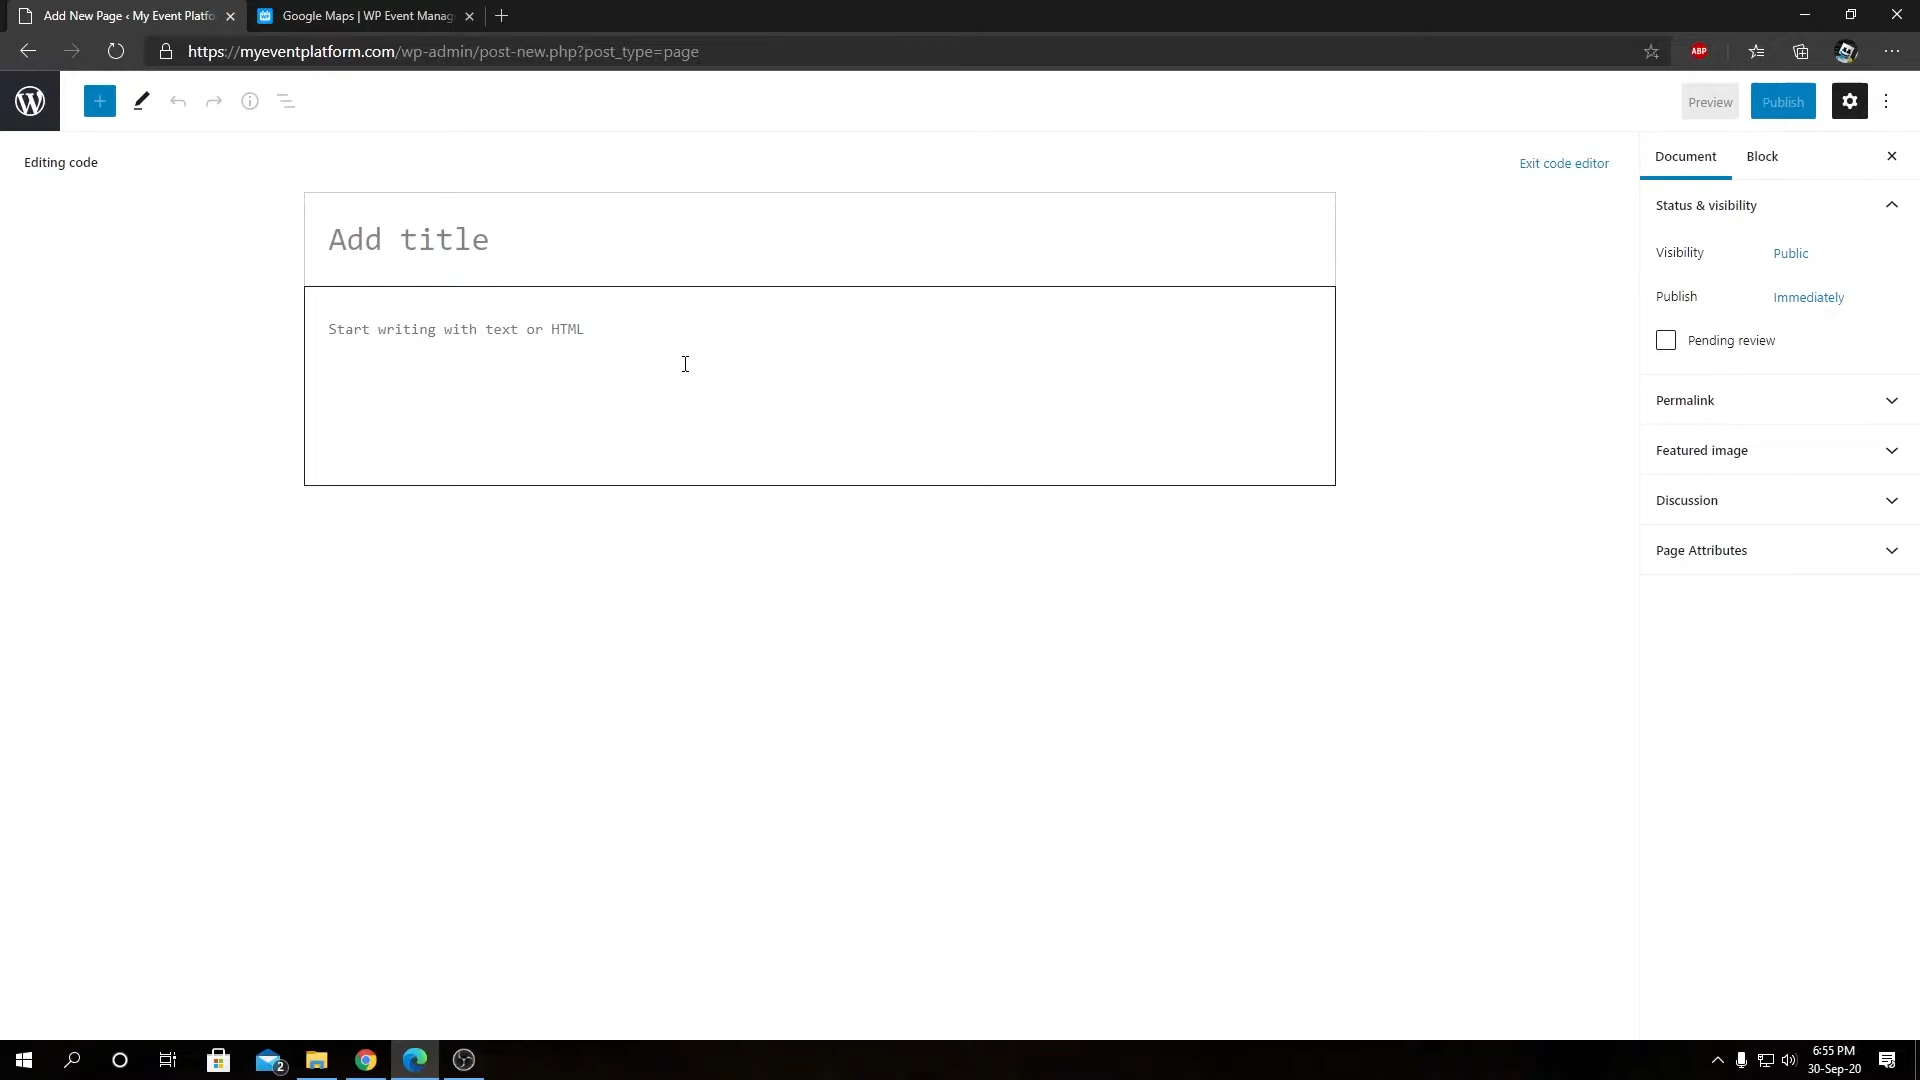 Add New Page ‹ My Event Platfo
Google Maps | WP Event Manag
https://myeventplatform.com/wp-admin/post-new.php?post_type=page
ABP
Preview
Publish
Editing code
Exit code editor
Document
Block
Add title
Status & visibility
Visibility
Public
Start writing with text or HTML
Publish
Immediately
Pending review
Permalink
Featured image
Discussion
Page Attributes
2
6:55 PM
30-Sep-20